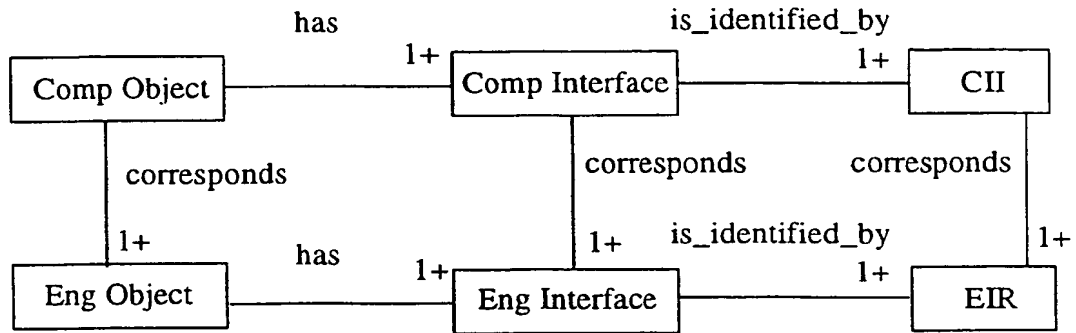 has
is_identified_by
1+
1+
Comp Object
Comp Interface
CII
corresponds
corresponds
corresponds
1+
1+
1+
has
is_identified_by
1+
1+
Eng Object
Eng Interface
EIR